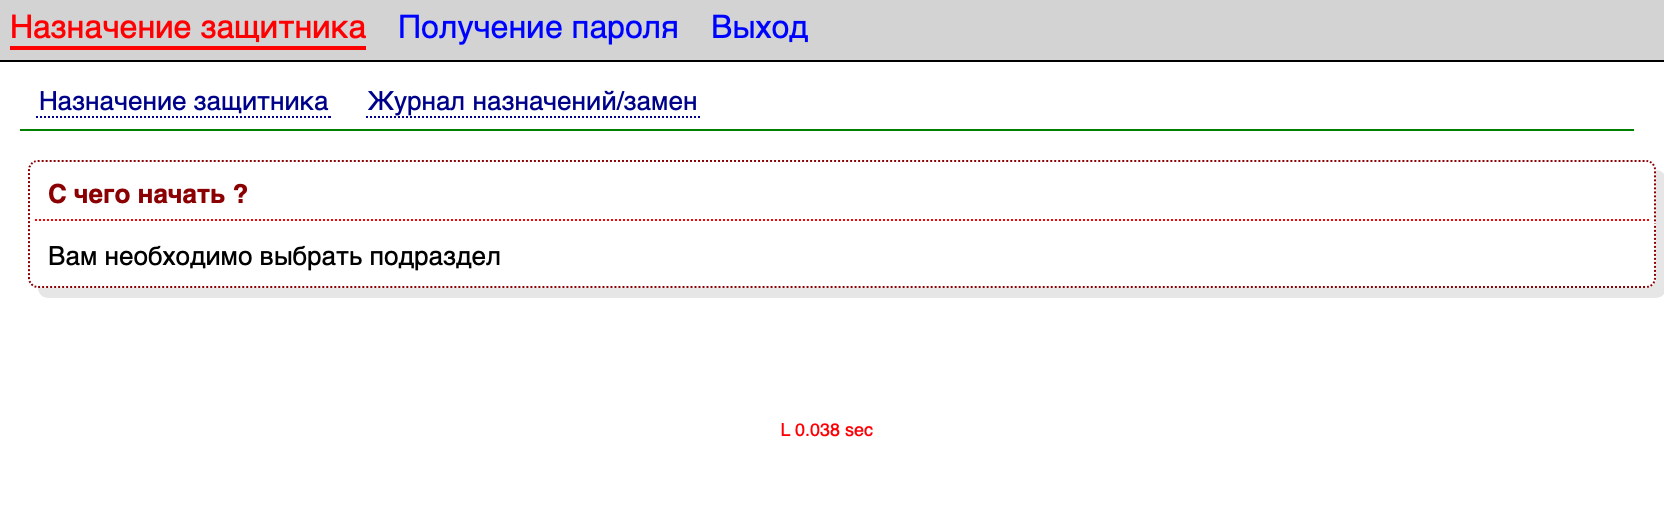 Назначение защитника Получение пароля Выход
Назначение защитника Журнал назначений/замен
С чего начать ?
Вам необходимо выбрать подраздел
L 0.038 sec